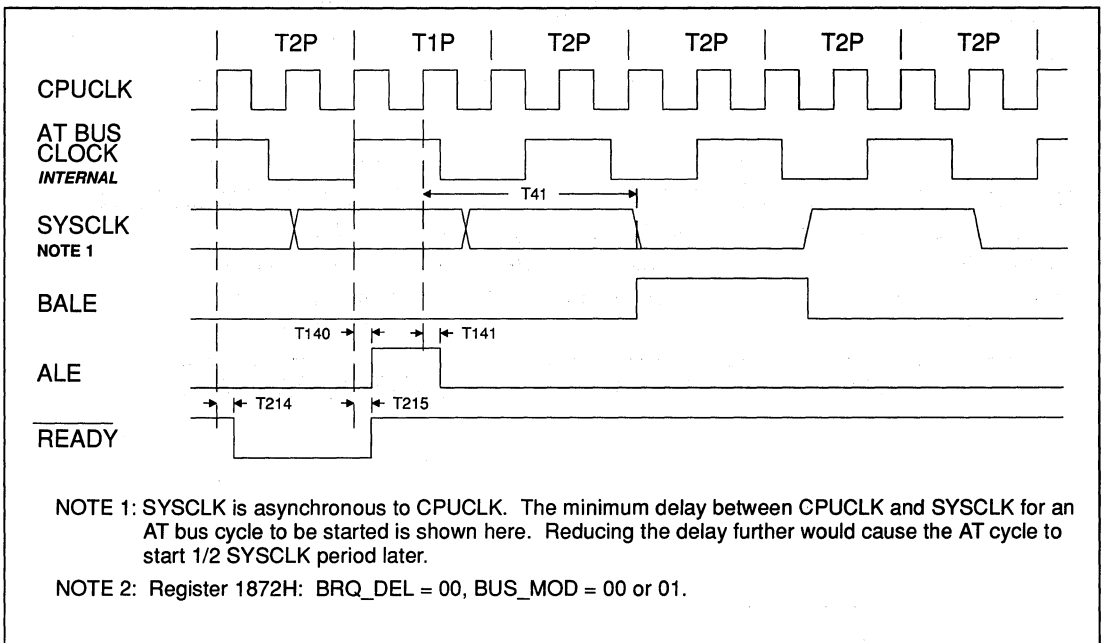 T2P T1P T2P T2P T2P T2P
CPUCLK
AT BUS
CLOCK
INTERNAL
T41
SYSCLK
NOTE 1
BALE
T140 T141
ALE
T214 T215
READY
NOTE 1: SYSCLK is asynchronous to CPUCLK. The minimum delay between CPUCLK and SYSCLK for an
AT bus cycle to be started is shown here. Reducing the delay further would cause the AT cycle to
start 1/2 SYSCLK period later.
NOTE 2: Register 1872H: BRQ_DEL = 00, BUS_MOD = 00 or 01.